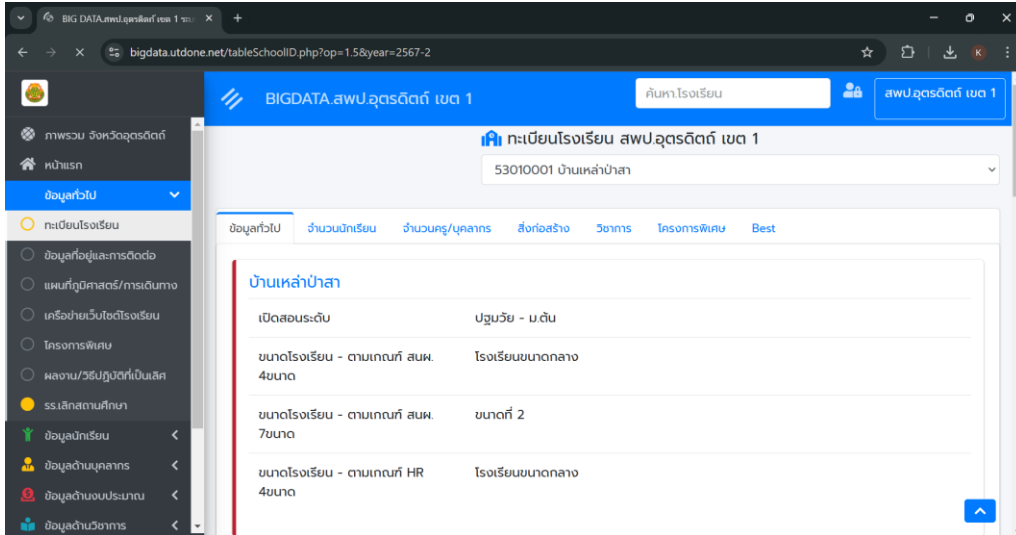 BIG DATA.สพป.อุตรดิตถ์ เขต 1 ระบ
bigdata.utdone.net/tableSchoolID.php?op=1.5&year=2567-2
K
BIGDATA.สพป.อุตรดิตถ์ เขต 1
ค้นหา.โรงเรียน
สพป.อุตรดิตถ์ เขต 1
ภาพรวม จังหวัดอุตรดิตถ์
หน้าแรก
ข้อมูลทั่วไป
ทะเบียนโรงเรียน
ข้อมูลที่อยู่และการติดต่อ
แผนที่ภูมิศาสตร์/การเดินทาง
เครือข่ายเว็บไซต์โรงเรียน
โครงการพิเศษ
ผลงาน/วิธีปฏิบัติที่เป็นเลิศ
รร.เลิกสถานศึกษา
ข้อมูลนักเรียน
ข้อมูลด้านบุคลากร
ข้อมูลด้านงบประมาณ
ข้อมูลด้านวิชาการ
ทะเบียนโรงเรียน สพป.อุตรดิตถ์ เขต 1
53010001 บ้านเหล่าป่าสา
ข้อมูลทั่วไป จำนวนนักเรียน จำนวนครู/บุคลากร สิ่งก่อสร้าง วิชาการ โครงการพิเศษ Best
บ้านเหล่าป่าสา
เปิดสอนระดับ ปฐมวัย - ม.ต้น
ขนาดโรงเรียน - ตามเกณฑ์ สนผ. โรงเรียนขนาดกลาง
4ขนาด
ขนาดโรงเรียน - ตามเกณฑ์ สนผ. ขนาดที่ 2
7ขนาด
ขนาดโรงเรียน - ตามเกณฑ์ HR โรงเรียนขนาดกลาง
4ขนาด